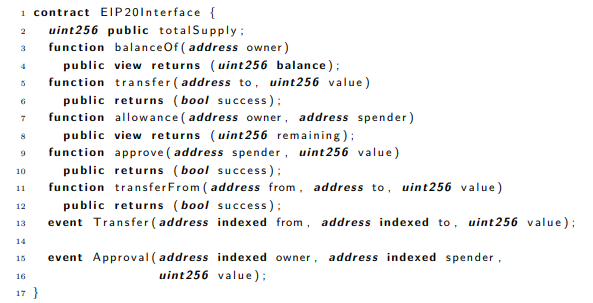 1 contract EIP20Interface {
2 uint256 public totalSupply;
3 function balanceOf(address owner)
4 public view returns (uint256 balance);
5 function transfer(address to, uint256 value)
6 public returns (bool success);
7 function allowance(address owner, address spender)
8 public view returns (uint256 remaining);
9 function approve(address spender, uint256 value)
10 public returns (bool success);
11 function transferFrom(address from, address to, uint256 value)
12 public returns (bool success);
13 event Transfer(address indexed from, address indexed to, uint256 value);
14
15 event Approval(address indexed owner, address indexed spender,
16 uint256 value);
17 }